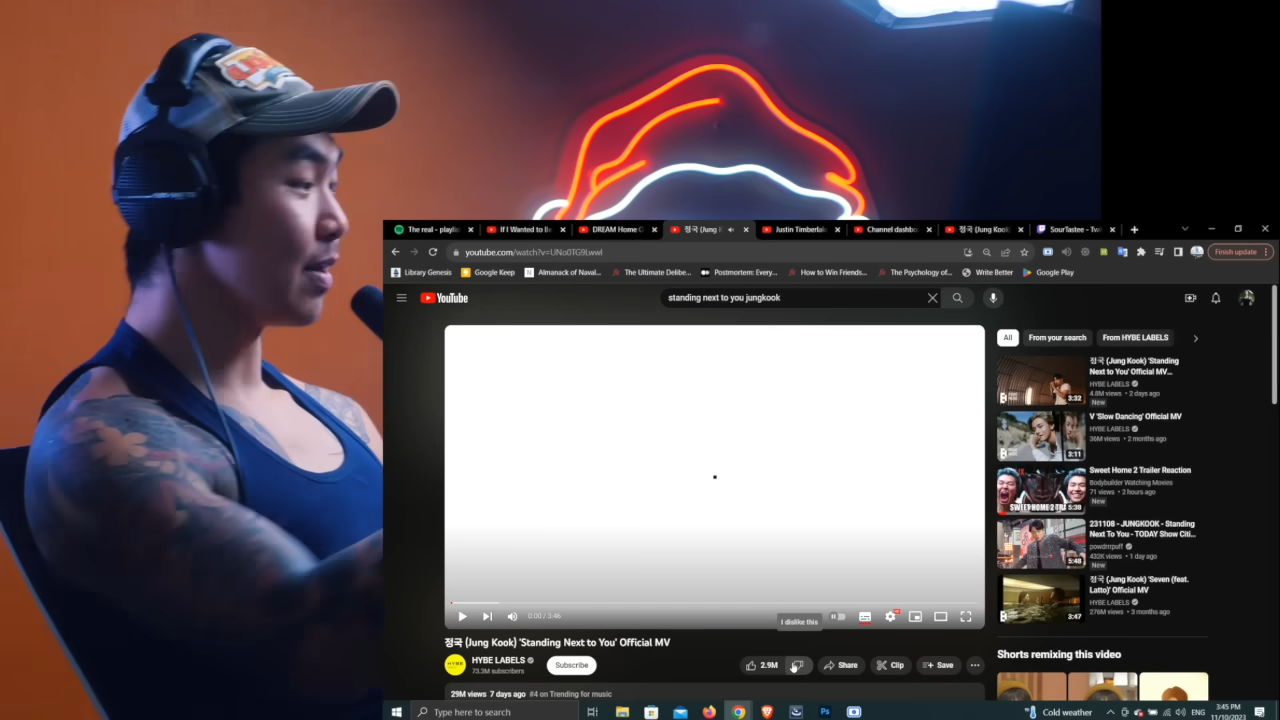 The real - playlis
If I Wanted to Be
DREAM Home
정국 (Jung
Justin Timberlak
Channel dashbo
정국 (Jung Kook)
SourTastee - Tw
youtube.com/watch?v=UNo0TG9LwwI
Finish update
Library Genesis
Google Keep
Almanack of Naval...
The Ultimate Delibe...
Postmortem: Every...
How to Win Friends...
The Psychology of...
Write Better
Google Play
YouTube
standing next to you jungkook
All
From your search
From HYBE LABELS
정국 (Jung Kook) 'Standing
Next to You' Official MV...
HYBE LABELS
4.8M views • 2 days ago
New
3:32
V 'Slow Dancing' Official MV
HYBE LABELS
36M views • 2 months ago
3:11
Sweet Home 2 Trailer Reaction
Bodybuilder Watching Movies
71 views • 2 hours ago
New
SWEET HOME 2
5:38
231108 - JUNGKOOK - Standing
Next To You - TODAY Show Citi...
powdrrpuff
432K views • 1 day ago
New
5:48
정국 (Jung Kook) 'Seven (feat.
Latto)' Official MV
HYBE LABELS
276M views • 3 months ago
3:47
0:00 / 3:46
I dislike this
정국 (Jung Kook) 'Standing Next to You' Official MV
HYBE
HYBE LABELS
73.3M subscribers
Subscribe
2.9M
Share
Clip
Save
Shorts remixing this video
29M views 7 days ago #4 on Trending for music
Type here to search
Ps
Cold weather
ENG
3:45 PM
11/10/2023